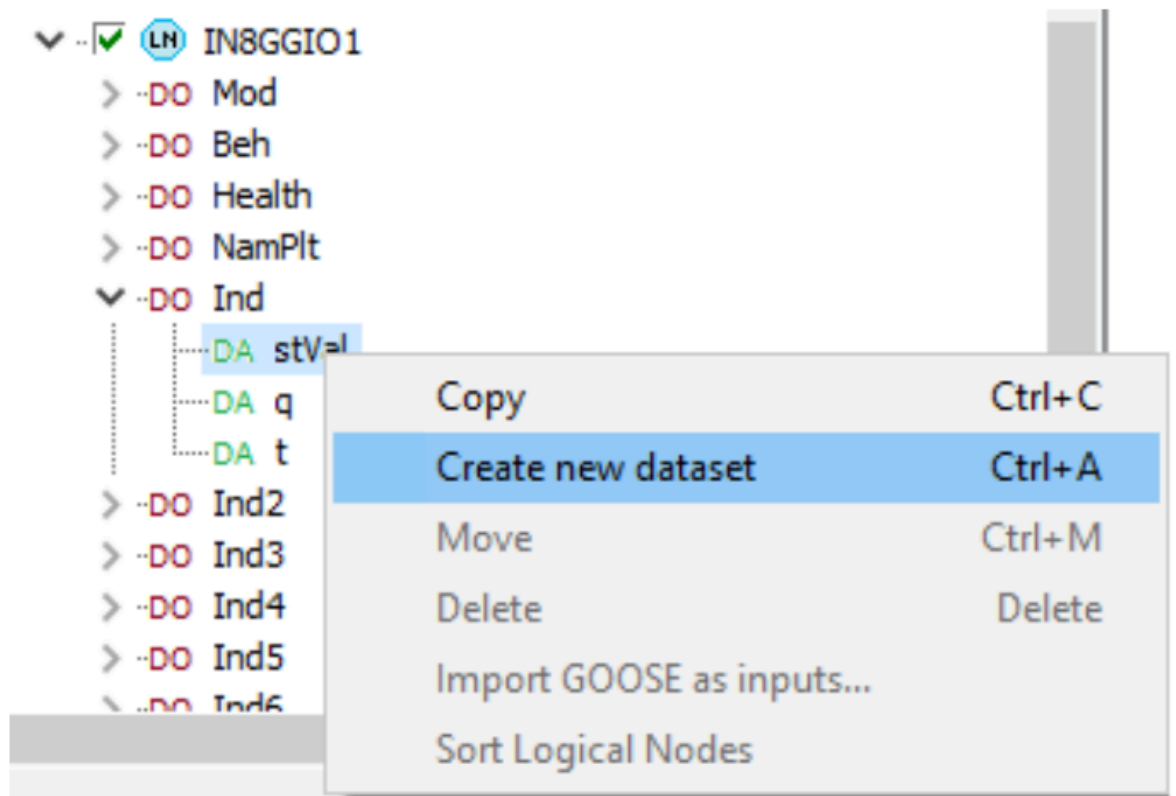 LN IN8GGIO1
DO Mod
DO Beh
DO Health
DO NamPlt
DO Ind
DA stVal
DA q
DA t
DO Ind2
DO Ind3
DO Ind4
DO Ind5
DO Ind6
Copy Ctrl+C
Create new dataset Ctrl+A
Move Ctrl+M
Delete Delete
Import GOOSE as inputs...
Sort Logical Nodes